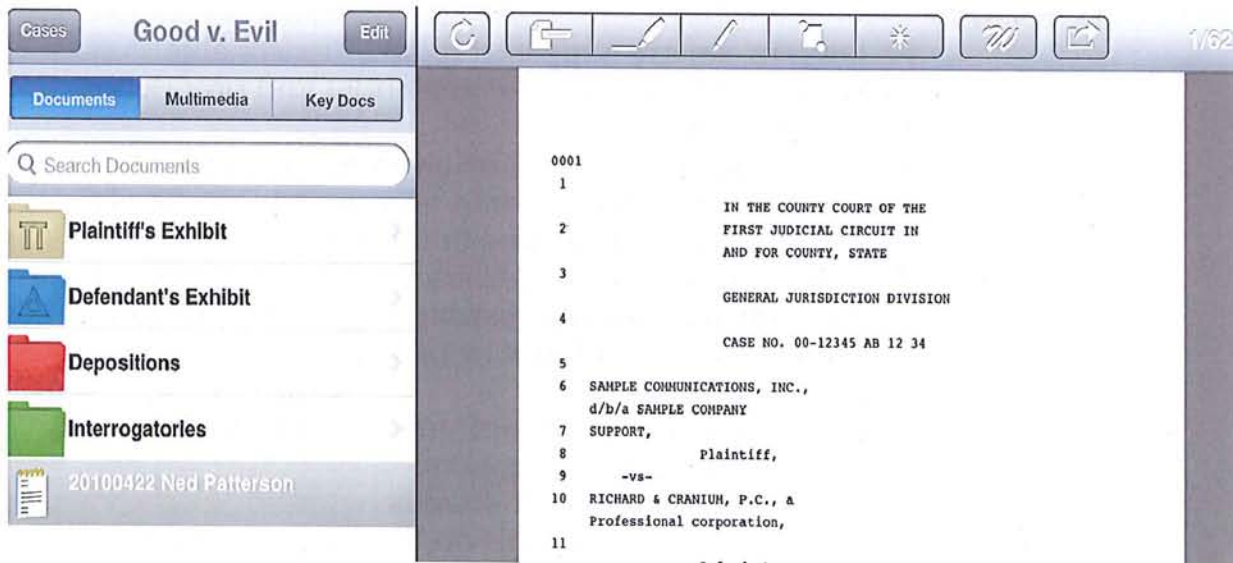 Cases
Good v. Evil
Edit
Documents
Multimedia
Key Docs
Search Documents
Plaintiff's Exhibit
Defendant's Exhibit
Depositions
Interrogatories
20100422 Ned Patterson
1/62
0001
1
IN THE COUNTY COURT OF THE
2 FIRST JUDICIAL CIRCUIT IN
AND FOR COUNTY, STATE
3
GENERAL JURISDICTION DIVISION
4
CASE NO. 00-12345 AB 12 34
5
6 SAMPLE COMMUNICATIONS, INC.,
d/b/a SAMPLE COMPANY
7 SUPPORT,
8 Plaintiff,
9 -vs-
10 RICHARD & CRANIUM, P.C., a
Professional corporation,
11